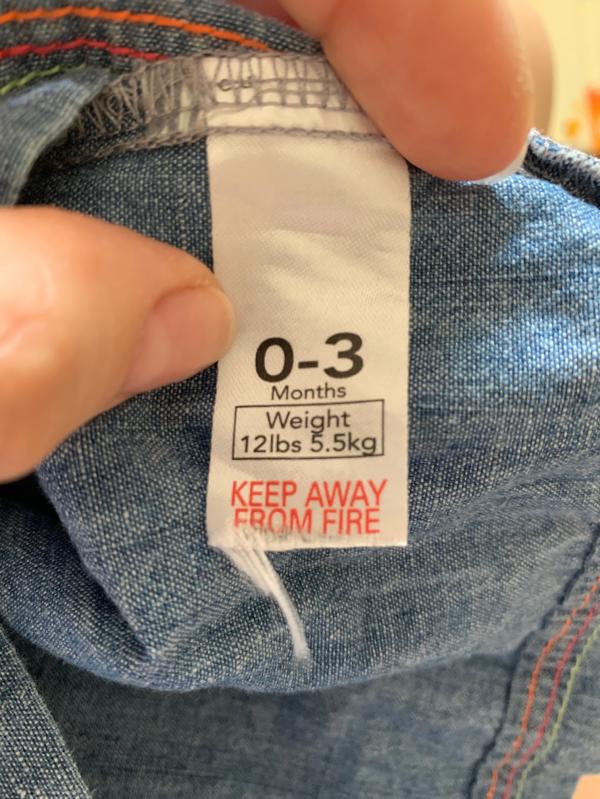 0-3
Months
Weight
12lbs 5.5kg
KEEP AWAY
FROM FIRE